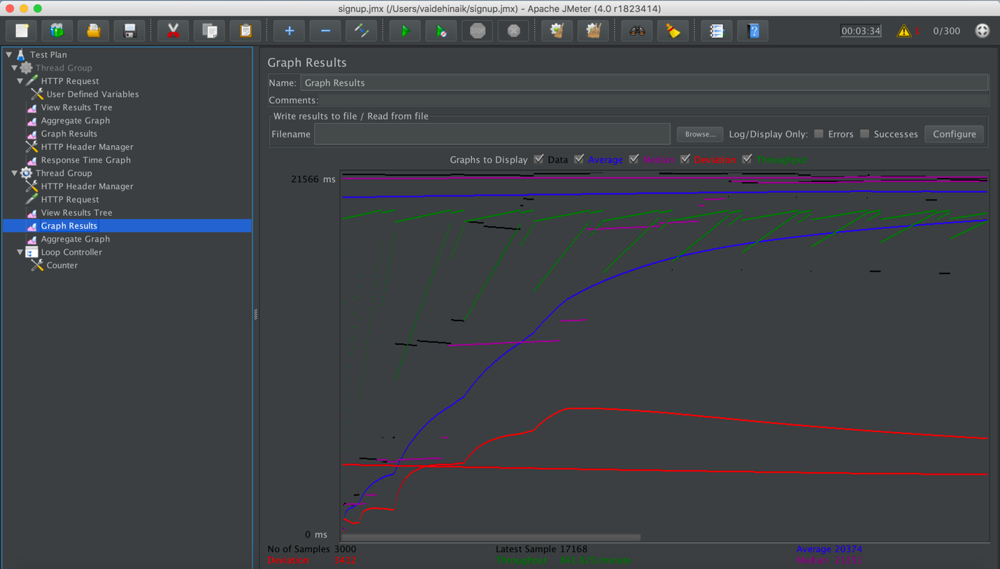 signup.jmx (/Users/vaidehinaik/signup.jmx) - Apache JMeter (4.0 r1823414)
00:03:34 1 0/300
Test Plan
Thread Group
HTTP Request
User Defined Variables
View Results Tree
Aggregate Graph
Graph Results
HTTP Header Manager
Response Time Graph
Thread Group
HTTP Header Manager
HTTP Request
View Results Tree
Graph Results
Aggregate Graph
Loop Controller
Counter
Graph Results
Name: Graph Results
Comments:
Write results to file / Read from file
Filename Browse... Log/Display Only: Errors Successes Configure
Graphs to Display Data Average Median Deviation Throughput
21566 ms
0 ms
No of Samples 3000 Latest Sample 17168 Average 20374
Deviation 3412 Throughput Median